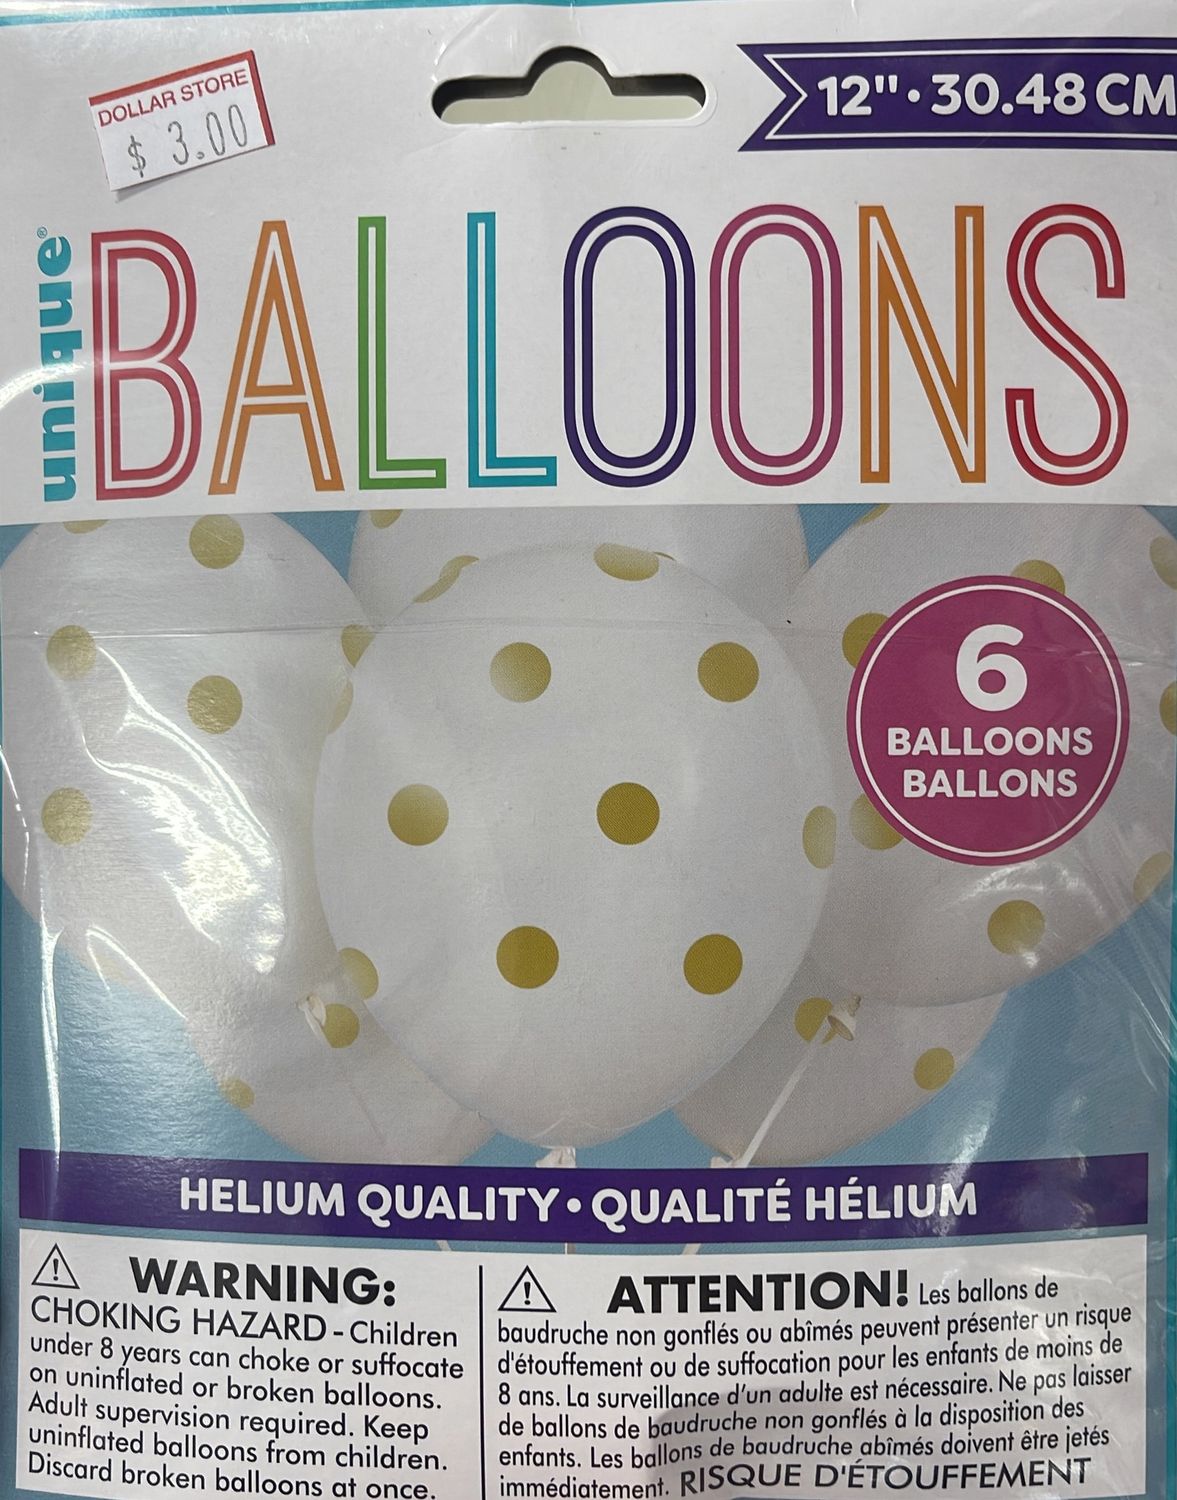 DOLLAR STORE
$ 3.00
12" • 30.48 CM
unique®
BALLOONS
6
BALLOONS
BALLONS
HELIUM QUALITY • QUALITÉ HÉLIUM
WARNING:
CHOKING HAZARD - Children
under 8 years can choke or suffocate
on uninflated or broken balloons.
Adult supervision required. Keep
uninflated balloons from children.
Discard broken balloons at once.
ATTENTION! Les ballons de
baudruche non gonflés ou abîmés peuvent présenter un risque
d'étouffement ou de suffocation pour les enfants de moins de
8 ans. La surveillance d'un adulte est nécessaire. Ne pas laisser
de ballons de baudruche non gonflés à la disposition des
enfants. Les ballons de baudruche abîmés doivent être jetés
immédiatement. RISQUE D'ÉTOUFFEMENT